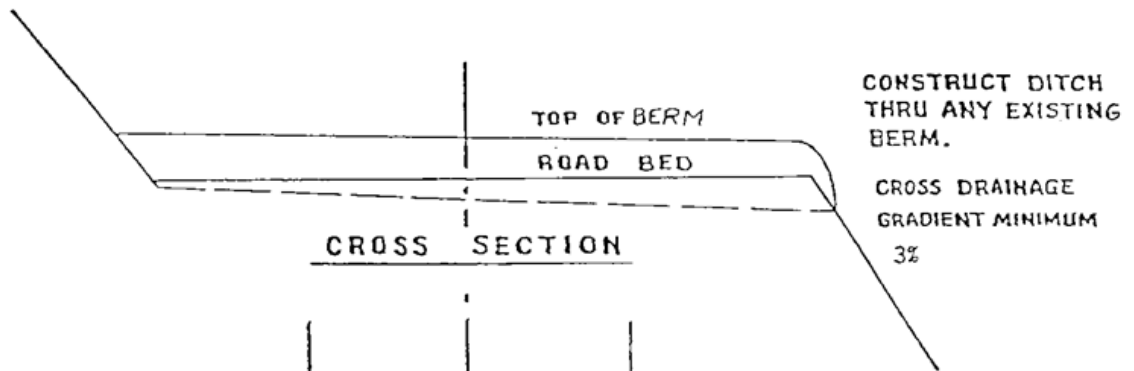 TOP OF BERM
ROAD BED
CROSS SECTION
CONSTRUCT DITCH
THRU ANY EXISTING
BERM.
CROSS DRAINAGE
GRADIENT MINIMUM
3%